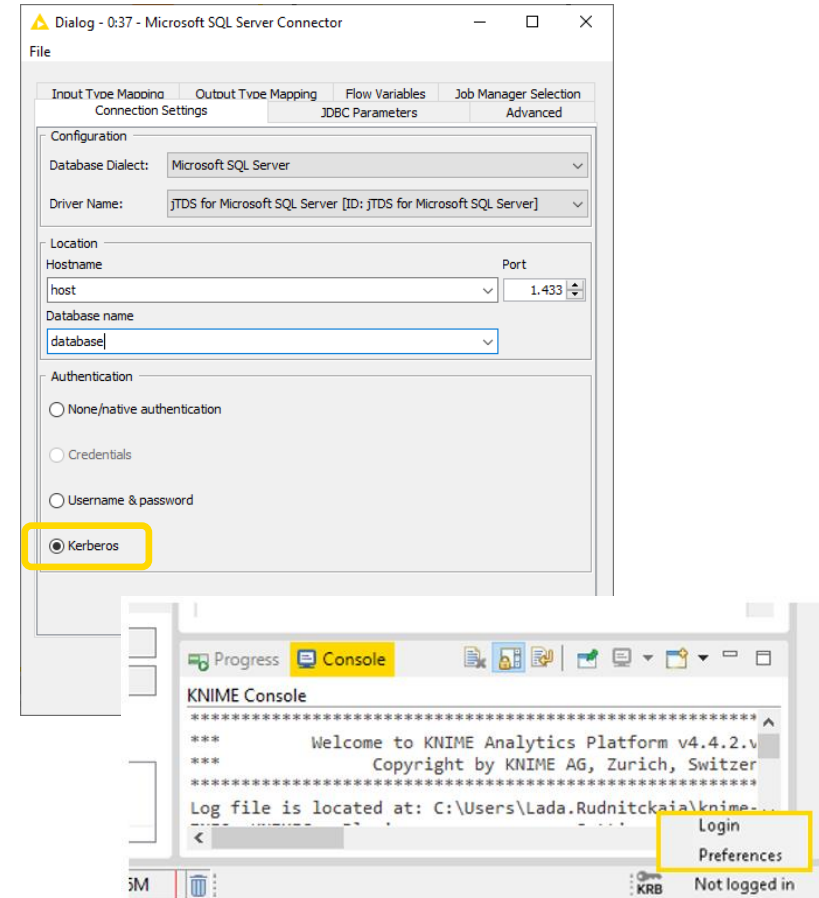 Dialog - 0:37 - Microsoft SQL Server Connector
File
Input Type Mapping Output Type Mapping Flow Variables Job Manager Selection
Connection Settings JDBC Parameters Advanced
Configuration
Database Dialect: Microsoft SQL Server
Driver Name: jTDS for Microsoft SQL Server [ID: jTDS for Microsoft SQL Server]
Location
Hostname Port
host 1.433
Database name
database
Authentication
None/native authentication
Credentials
Username & password
Kerberos
Progress Console
KNIME Console
***********************************************************
*** Welcome to KNIME Analytics Platform v4.4.2.v
*** Copyright by KNIME AG, Zurich, Switzer
***********************************************************
Log file is located at: C:\Users\Lada.Rudnitckaia\knime-
Login
Preferences
5M KRB Not logged in